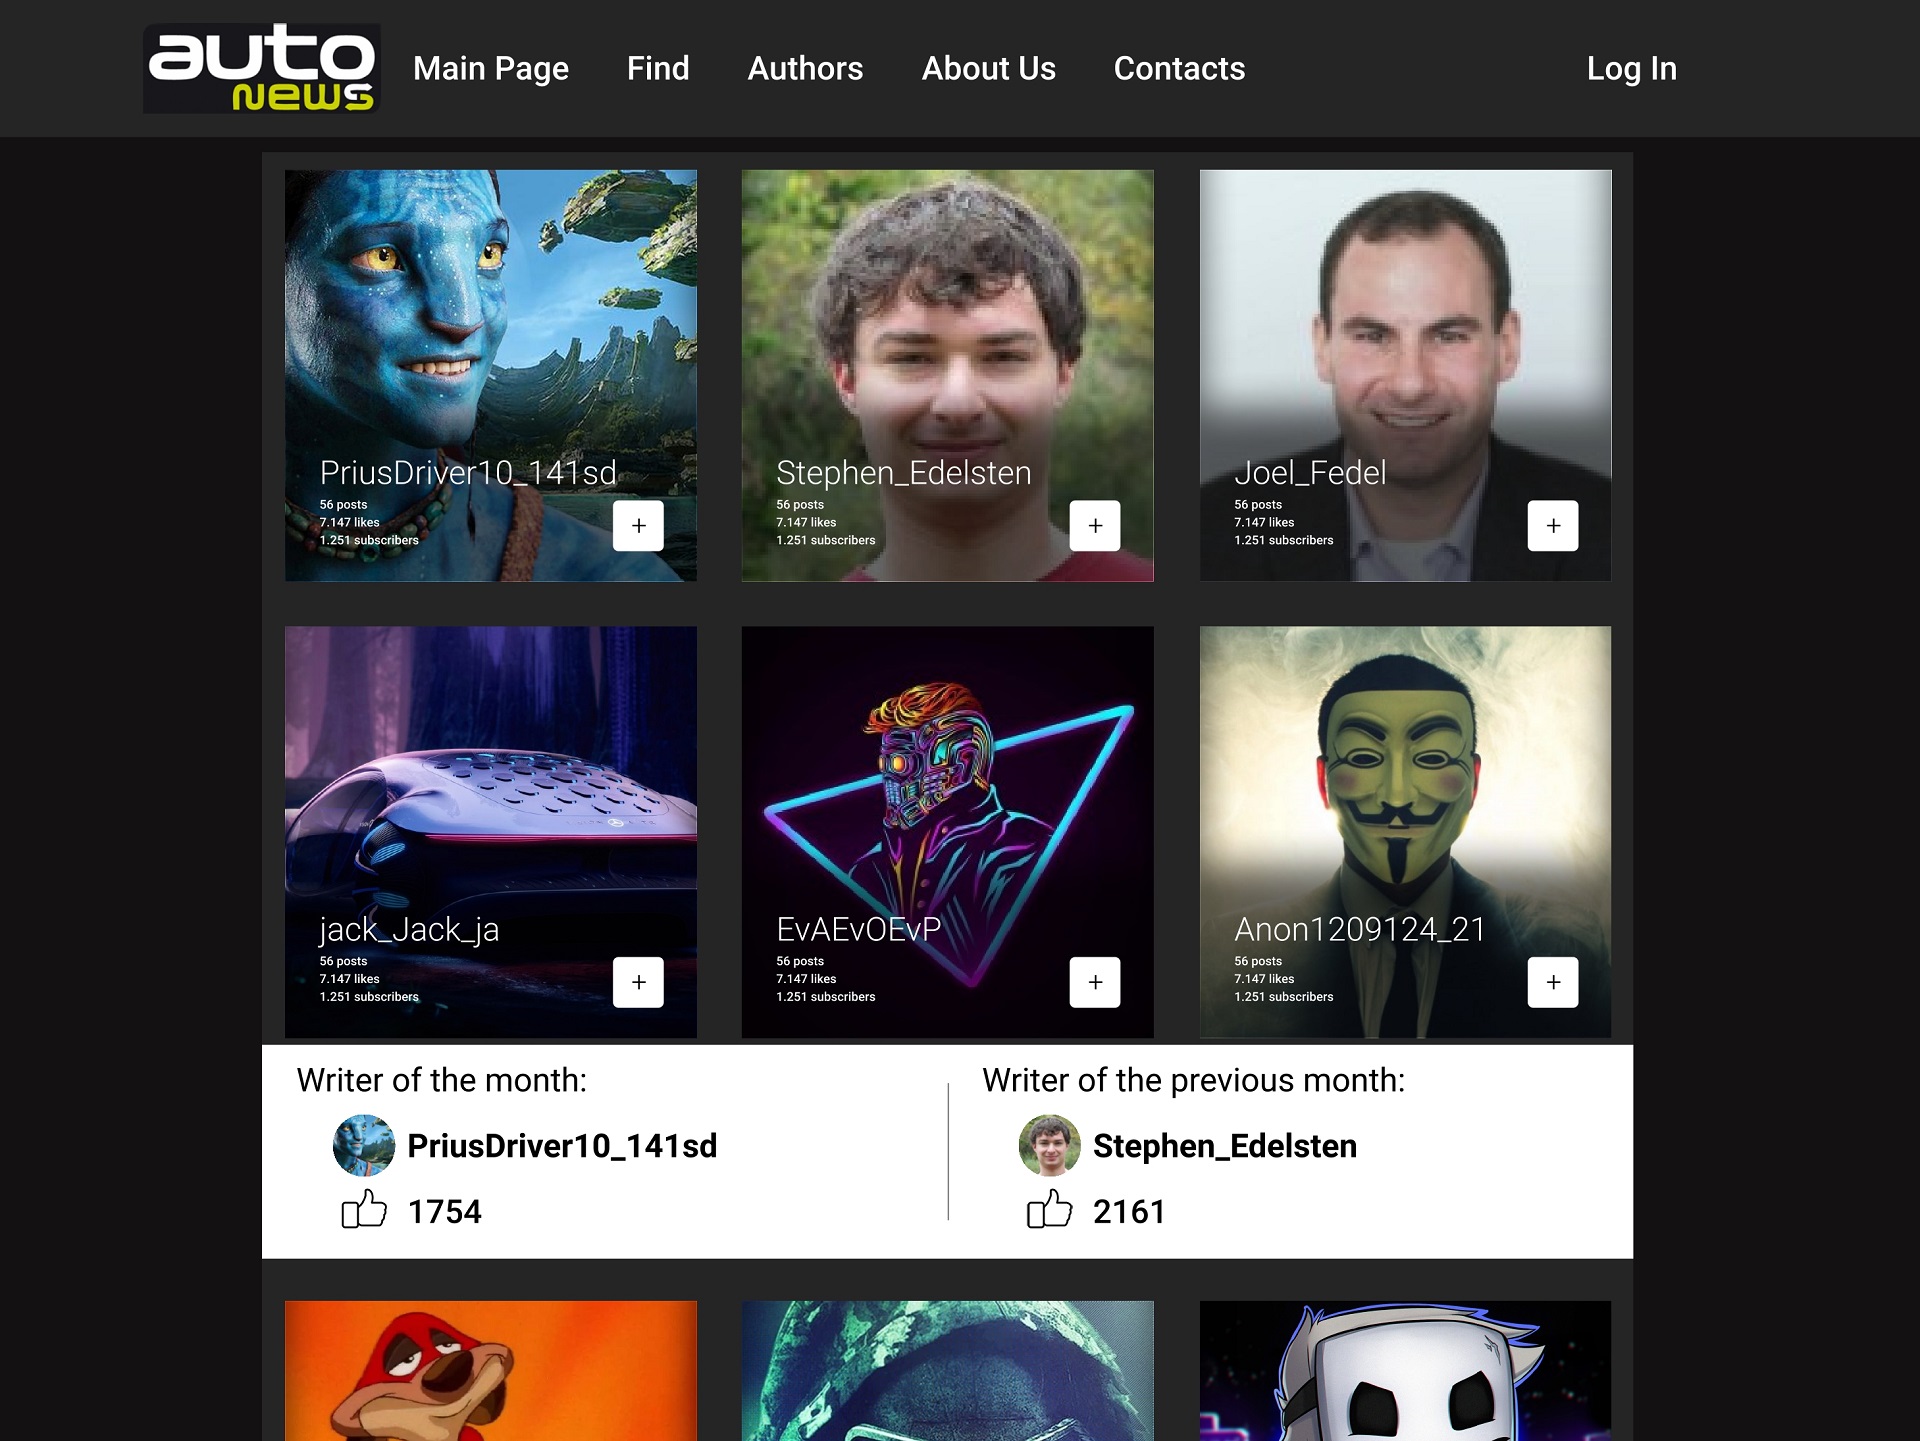 auto
news
Main Page
Find
Authors
About Us
Contacts
Log In
PriusDriver10_141sd
56 posts
7.147 likes
1.251 subscribers
+
Stephen_Edelsten
56 posts
7.147 likes
1.251 subscribers
+
Joel_Fedel
56 posts
7.147 likes
1.251 subscribers
+
jack_Jack_ja
56 posts
7.147 likes
1.251 subscribers
+
EvAEvOEvP
56 posts
7.147 likes
1.251 subscribers
+
Anon1209124_21
56 posts
7.147 likes
1.251 subscribers
+
Writer of the month:
PriusDriver10_141sd
1754
Writer of the previous month:
Stephen_Edelsten
2161